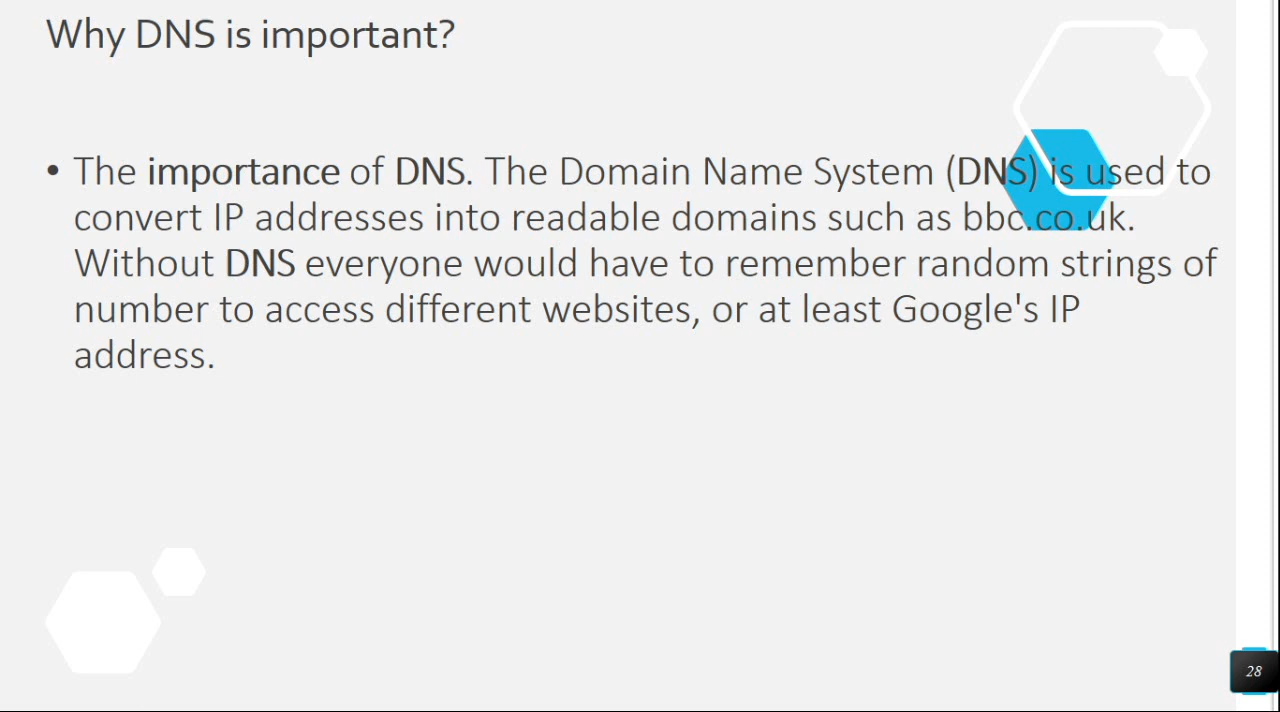 Why DNS is important?
• The importance of DNS. The Domain Name System (DNS) is used to
convert IP addresses into readable domains such as bbc.co.uk.
Without DNS everyone would have to remember random strings of
number to access different websites, or at least Google's IP
address.
28